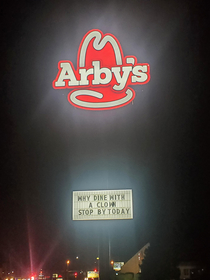 Arby's
WHY DINE WITH
A CLOWN
STOP BY TODAY